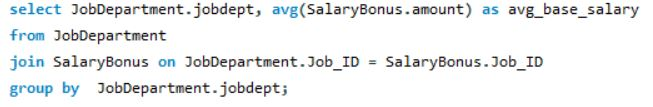 select JobDepartment.jobdept, avg(SalaryBonus.amount) as avg_base_salary
from JobDepartment
join SalaryBonus on JobDepartment.Job_ID = SalaryBonus.Job_ID
group by  JobDepartment.jobdept;